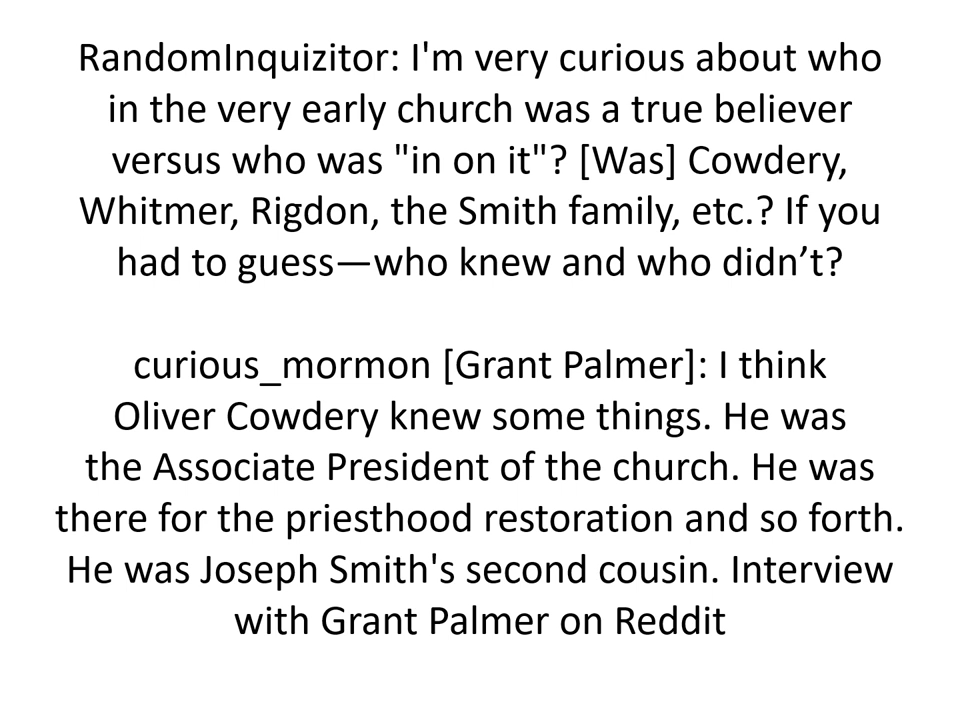 RandomInquizitor: I'm very curious about who
in the very early church was a true believer
versus who was "in on it"? [Was] Cowdery,
Whitmer, Rigdon, the Smith family, etc.? If you
had to guess—who knew and who didn’t?
curious_mormon [Grant Palmer]: I think
Oliver Cowdery knew some things. He was
the Associate President of the church. He was
there for the priesthood restoration and so forth.
He was Joseph Smith's second cousin. Interview
with Grant Palmer on Reddit